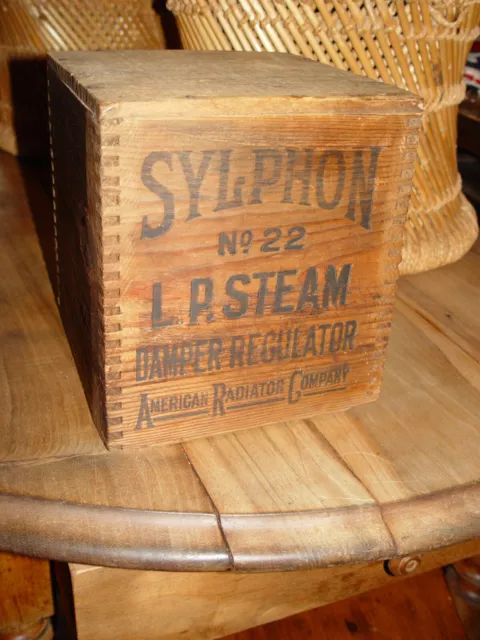 SYLPHON
No 22
L.P. STEAM
DAMPER REGULATOR
AMERICAN RADIATOR COMPANY